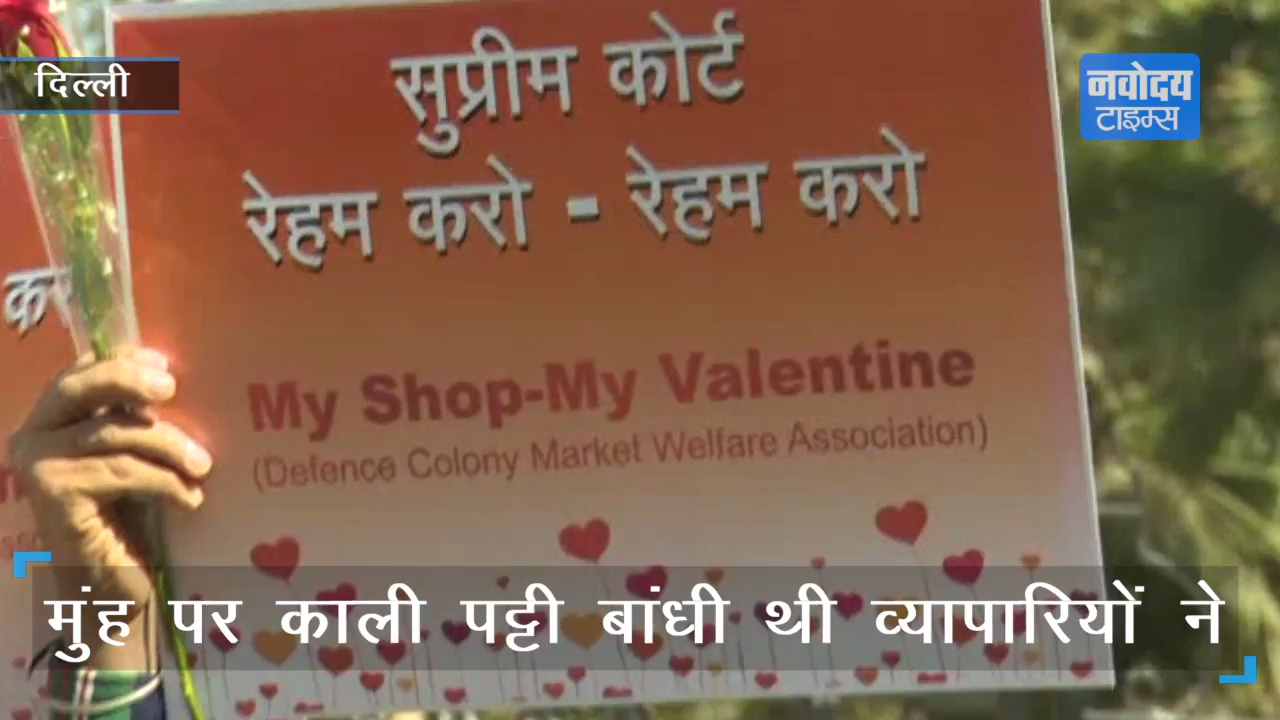 दिल्ली
नवोदय
टाइम्स
सुप्रीम कोर्ट
रेहम करो - रेहम करो
My Shop-My Valentine
(Defence Colony Market Welfare Association)
मुंह पर काली पट्टी बांधी थी व्यापारियों ने